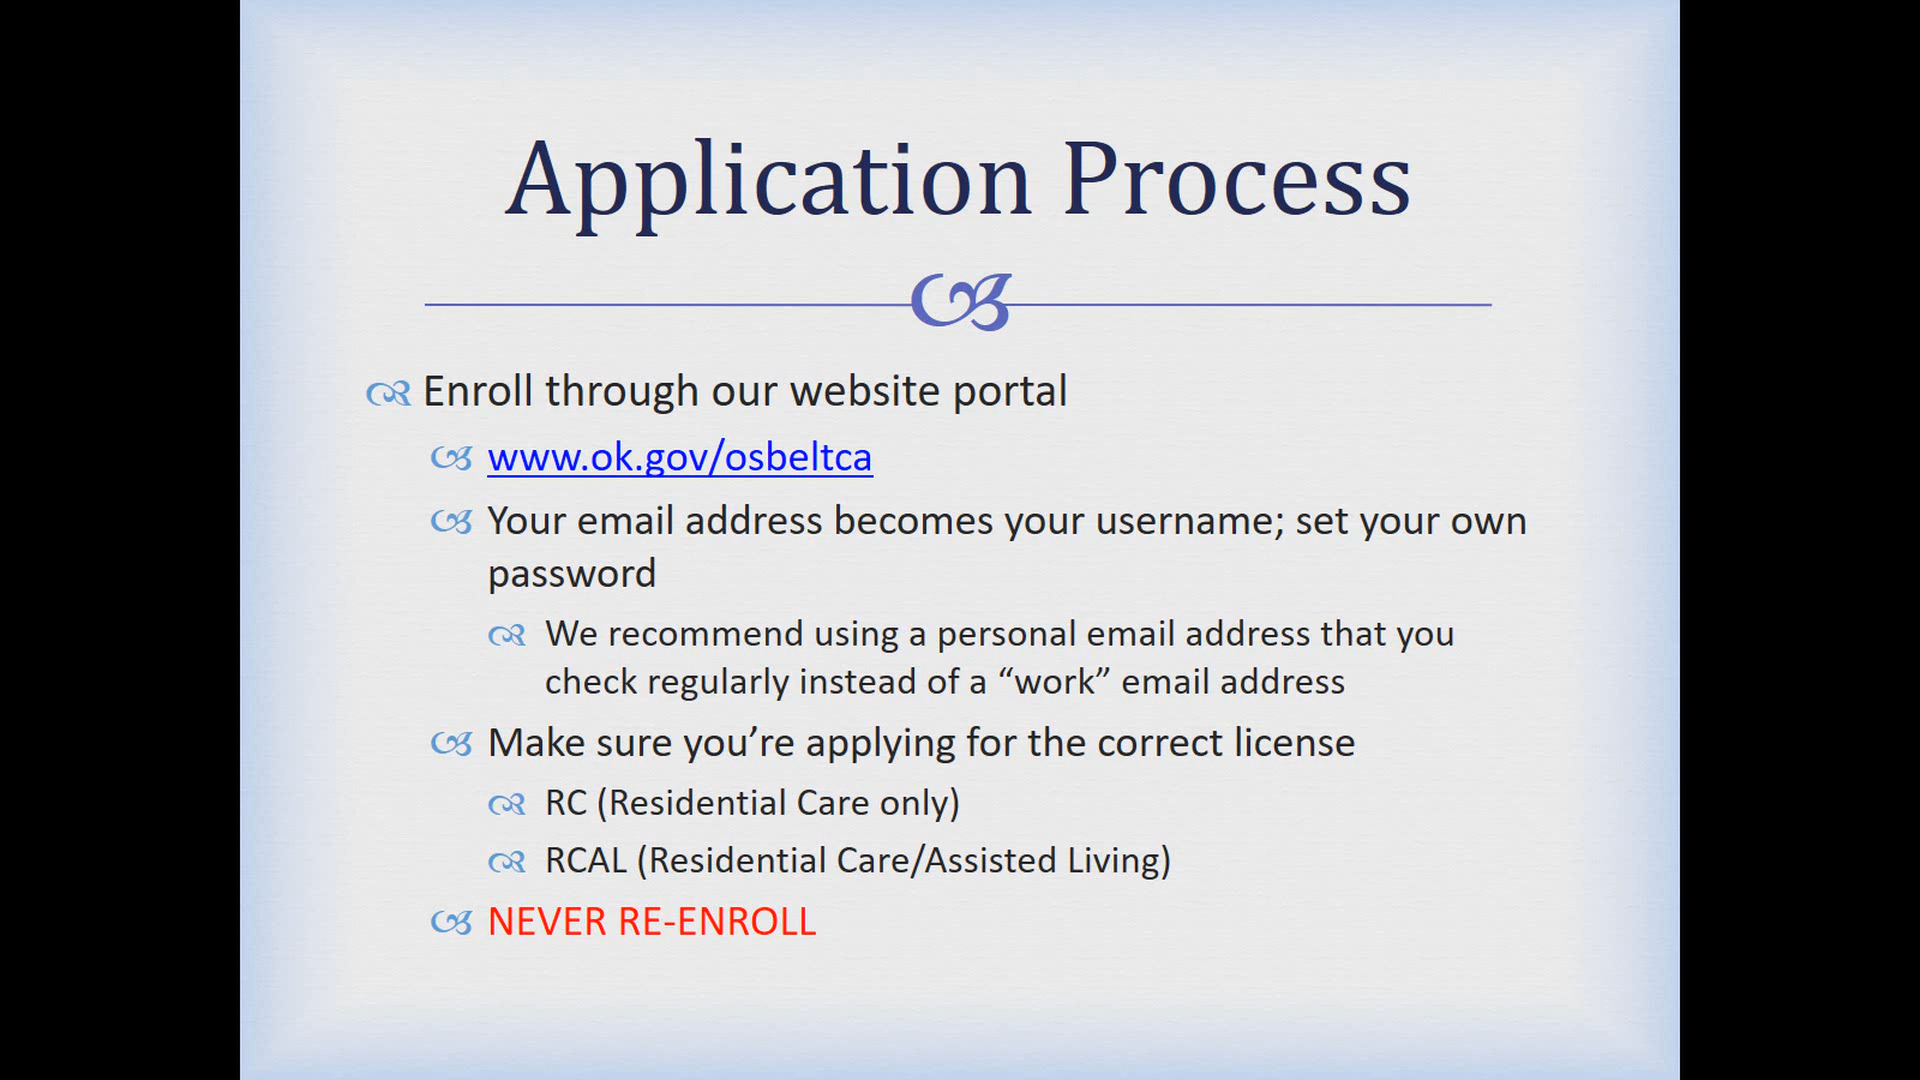 Application Process
Enroll through our website portal
www.ok.gov/osbeltca
Your email address becomes your username; set your own
password
We recommend using a personal email address that you
check regularly instead of a “work” email address
Make sure you’re applying for the correct license
RC (Residential Care only)
RCAL (Residential Care/Assisted Living)
NEVER RE-ENROLL